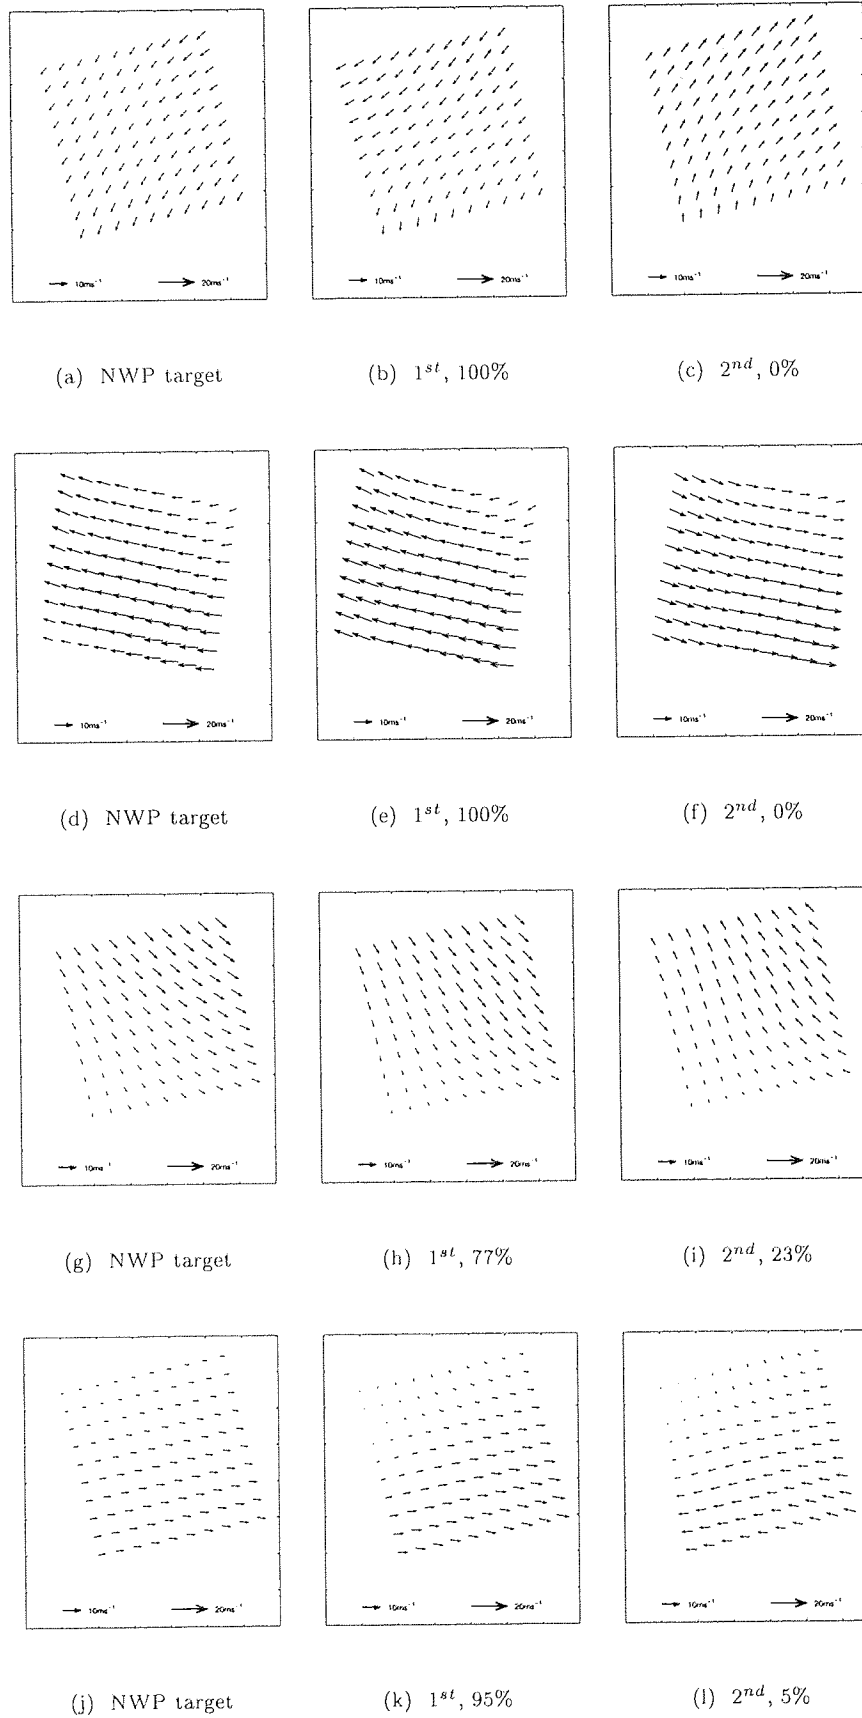 10ms⁻¹ 20ms⁻¹ 10ms⁻¹ 20ms⁻¹ 10ms⁻¹ 20ms⁻¹
(a) NWP target (b) 1ˢᵗ, 100% (c) 2ⁿᵈ, 0%
10ms⁻¹ 20ms⁻¹ 10ms⁻¹ 20ms⁻¹ 10ms⁻¹ 20ms⁻¹
(d) NWP target (e) 1ˢᵗ, 100% (f) 2ⁿᵈ, 0%
10ms⁻¹ 20ms⁻¹ 10ms⁻¹ 20ms⁻¹ 10ms⁻¹ 20ms⁻¹
(g) NWP target (h) 1ˢᵗ, 77% (i) 2ⁿᵈ, 23%
10ms⁻¹ 20ms⁻¹ 10ms⁻¹ 20ms⁻¹ 10ms⁻¹ 20ms⁻¹
(j) NWP target (k) 1ˢᵗ, 95% (l) 2ⁿᵈ, 5%